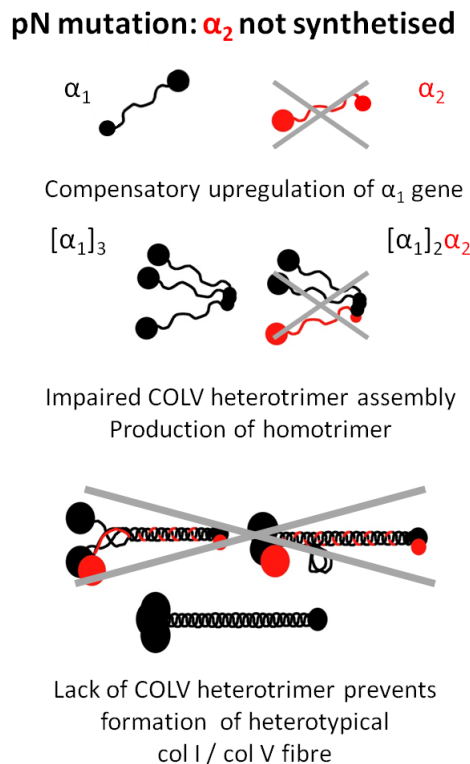 pN mutation: α₂ not synthetised
α₁ α₂
Compensatory upregulation of α₁ gene
[α₁]₃ [α₁]₂α₂
Impaired COLV heterotrimer assembly
Production of homotrimer
Lack of COLV heterotrimer prevents
formation of heterotypical
col I / col V fibre